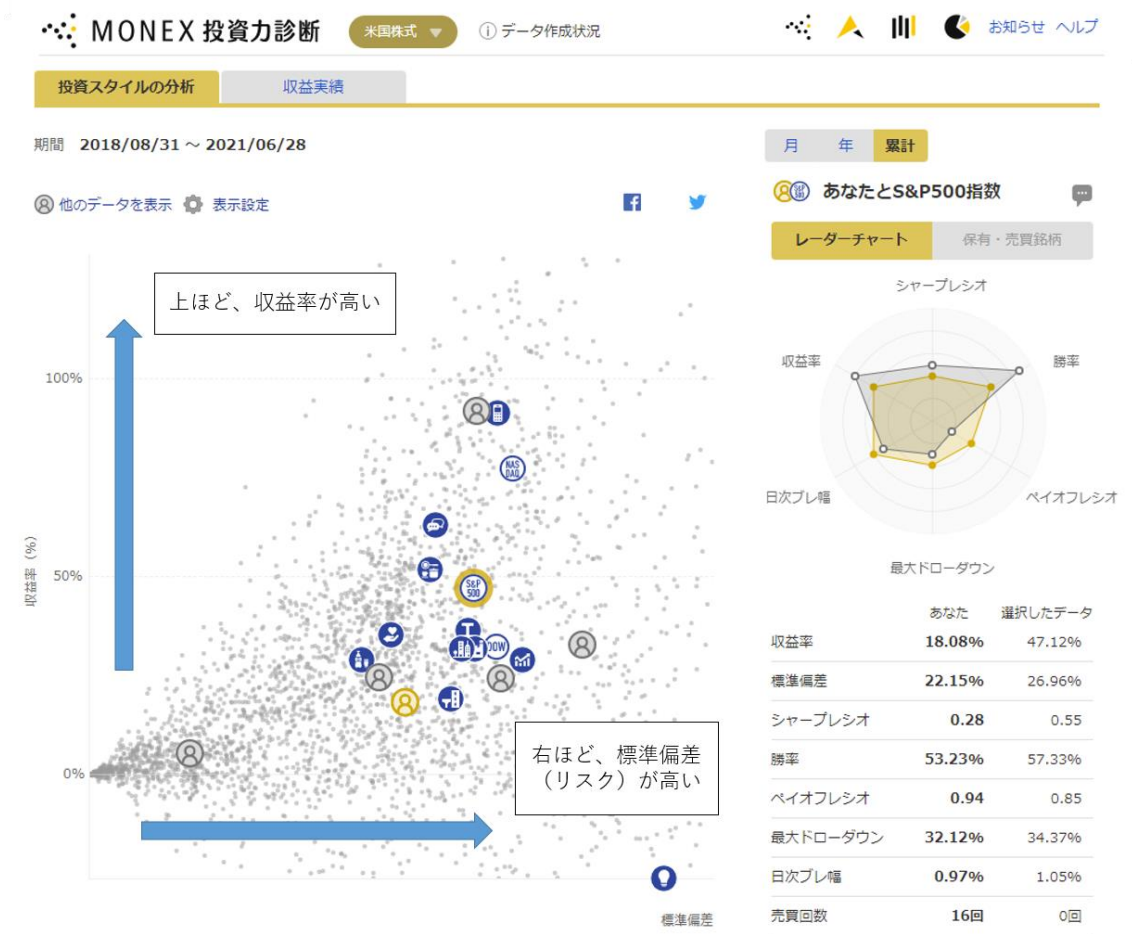 MONEX 投資力診断
米国株式 ▼
データ作成状況
お知らせ ヘルプ
投資スタイルの分析
収益実績
期間 2018/08/31 ～ 2021/06/28
月 年 累計
他のデータを表示 表示設定
あなたとS&P500指数
レーダーチャート
保有・売買銘柄
上ほど、収益率が高い
100%
50%
0%
収益率 (%)
NAS
DAQ
S&P
500
DOW
右ほど、標準偏差
（リスク）が高い
標準偏差
シャープレシオ
勝率
ペイオフレシオ
最大ドローダウン
日次ブレ幅
収益率
あなた 選択したデータ
収益率 18.08% 47.12%
標準偏差 22.15% 26.96%
シャープレシオ 0.28 0.55
勝率 53.23% 57.33%
ペイオフレシオ 0.94 0.85
最大ドローダウン 32.12% 34.37%
日次ブレ幅 0.97% 1.05%
売買回数 16回 0回